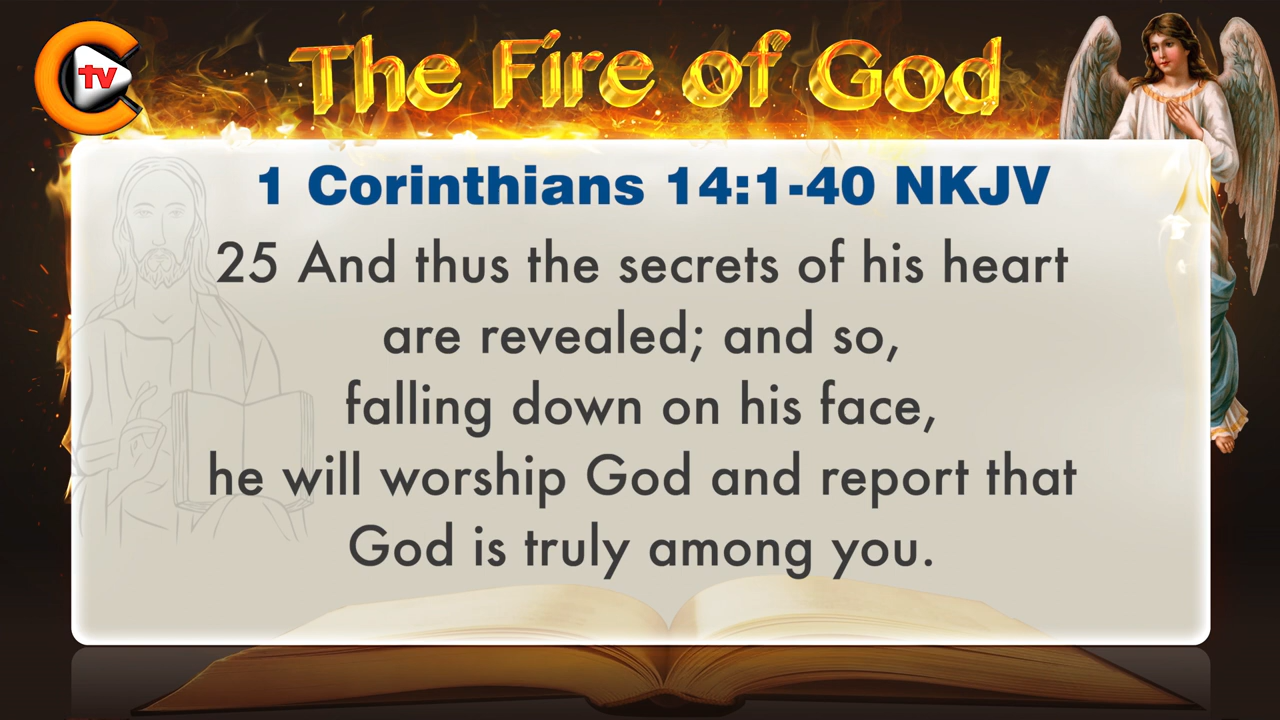 C
tv
The Fire of God
1 Corinthians 14:1-40 NKJV
25 And thus the secrets of his heart
are revealed; and so,
falling down on his face,
he will worship God and report that
God is truly among you.